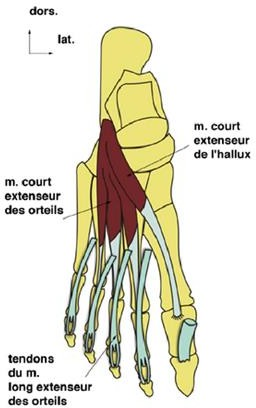 dors.
lat.
m. court
extenseur
de l'hallux
m. court
extenseur
des orteils
tendons
du m.
long extenseur
des orteils